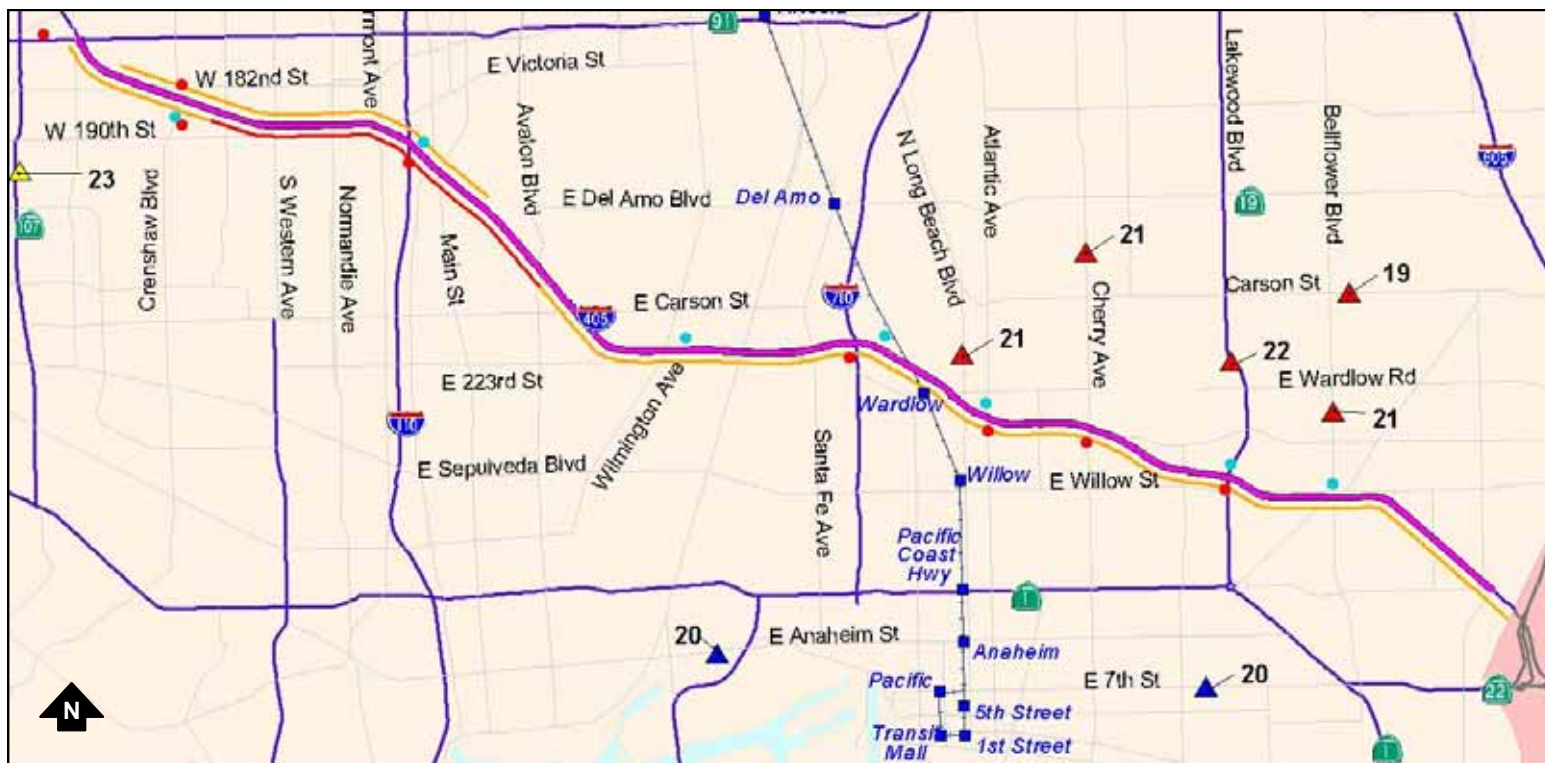 91
E Victoria St
W 182nd St
W 190th St
23
107
Crenshaw Blvd
S Western Ave
Normandie Ave
Main St
Avalon Blvd
E Del Amo Blvd
Del Amo
N Long Beach Blvd
Atlantic Ave
Lakewood Blvd
19
Bellflower Blvd
605
21
Carson St
19
405
E Carson St
710
21
Cherry Ave
22
E Wardlow Rd
21
E 223rd St
Wardlow
110
E Sepulveda Blvd
Wilmington Ave
Santa Fe Ave
Willow
E Willow St
Pacific
Coast
Hwy
1
20
E Anaheim St
Anaheim
Pacific
E 7th St
20
22
5th Street
Transit
Mall
1st Street
1
N